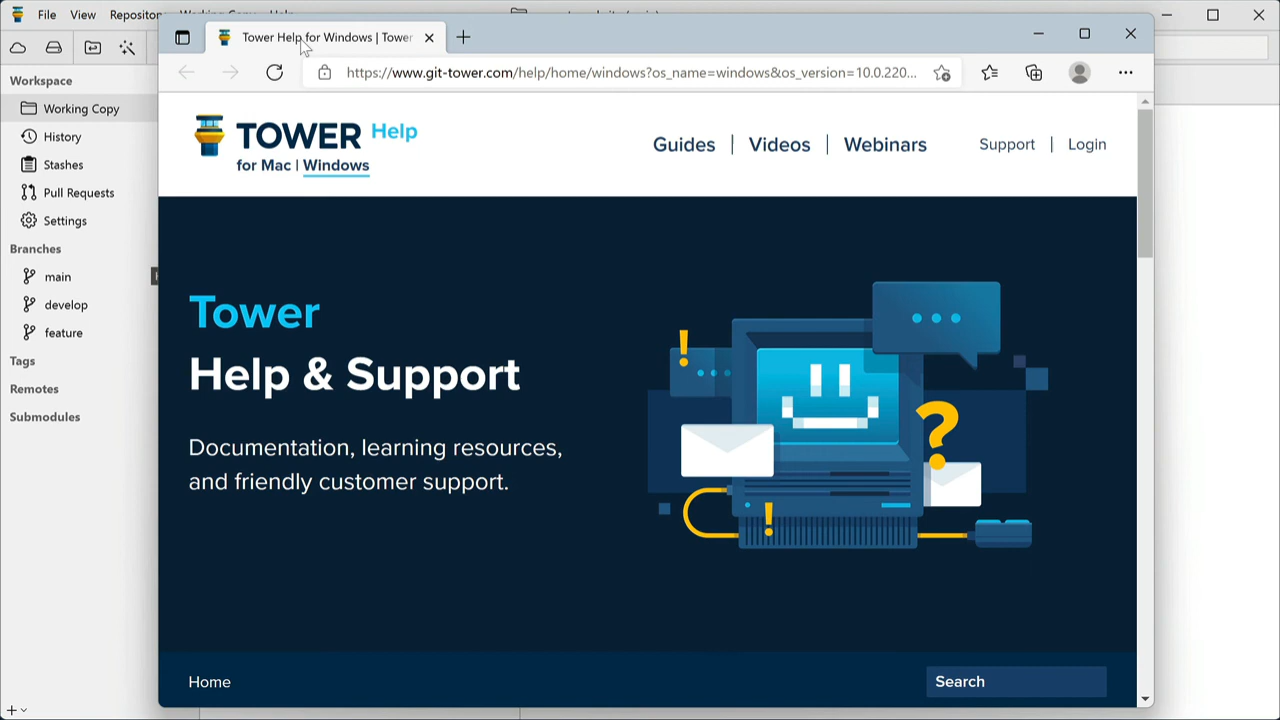 File View Repository
Tower Help for Windows | Tower
https://www.git-tower.com/help/home/windows?os_name=windows&os_version=10.0.220...
Workspace
Working Copy
History
Stashes
Pull Requests
Settings
Branches
main
develop
feature
Tags
Remotes
Submodules
TOWER Help
for Mac | Windows
Guides | Videos | Webinars
Support | Login
Tower
Help & Support
Documentation, learning resources,
and friendly customer support.
Home
Search